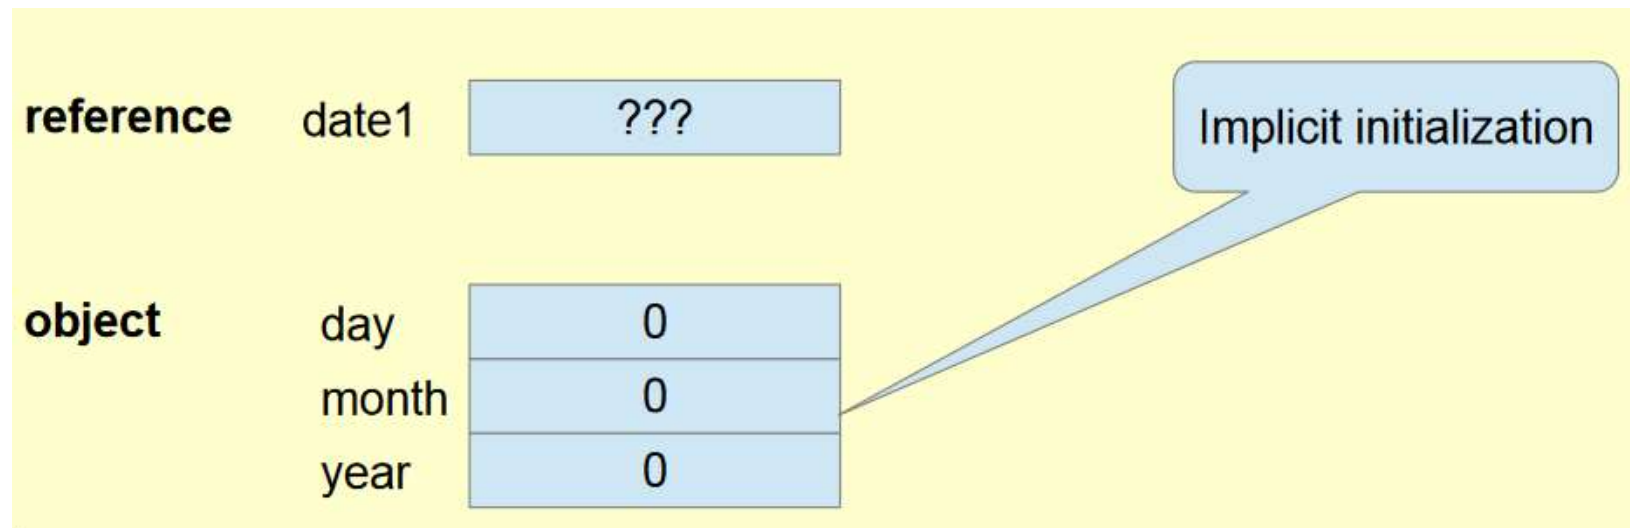 reference date1 ???
Implicit initialization
object day 0
month 0
year 0